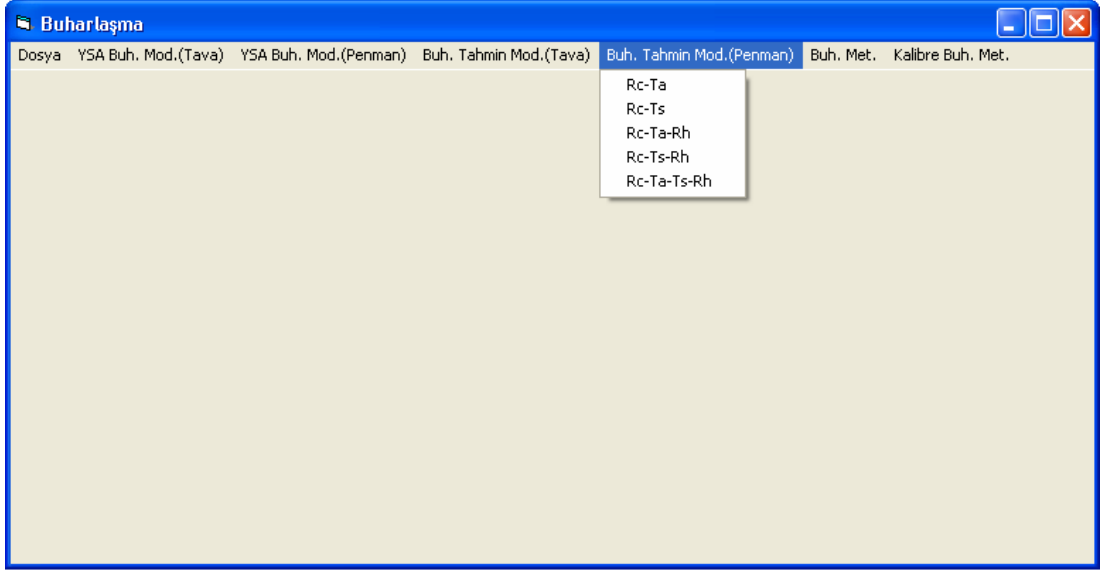 Buharlaşma
Dosya YSA Buh. Mod.(Tava) YSA Buh. Mod.(Penman) Buh. Tahmin Mod.(Tava) Buh. Tahmin Mod.(Penman) Buh. Met. Kalibre Buh. Met.
Rc-Ta
Rc-Ts
Rc-Ta-Rh
Rc-Ts-Rh
Rc-Ta-Ts-Rh